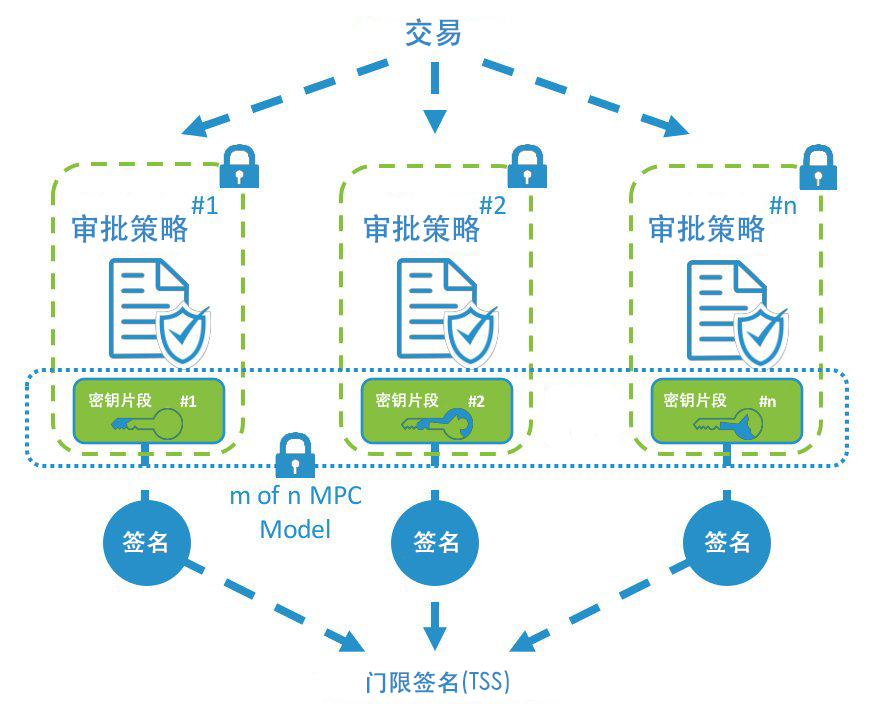 交易
审批策略 #1
审批策略 #2
审批策略 #n
密钥片段 #1
密钥片段 #2
密钥片段 #n
m of n MPC
Model
签名
签名
签名
门限签名(TSS)